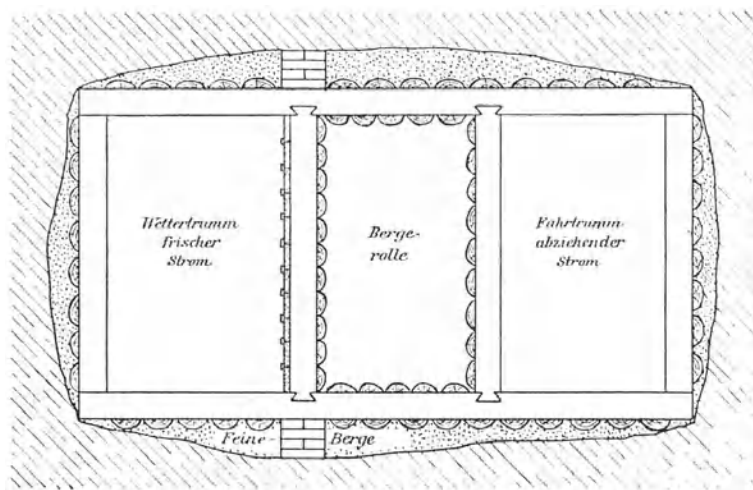 Wettertrumm
frischer
Strom
Berge-
rolle
Fahrtrumm
abziehender
Strom
Feine- Berge